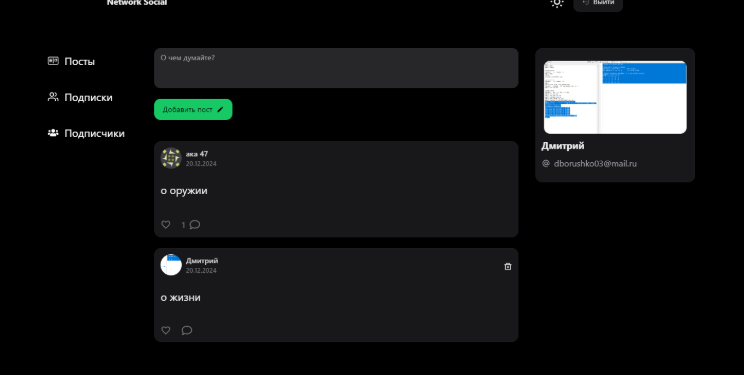 Network Social
Выйти
Посты
Подписки
Подписчики
О чем думайте?
Добавить пост
ака 47
20.12.2024
о оружии
1
Дмитрий
20.12.2024
о жизни
Дмитрий
@ dborushko03@mail.ru